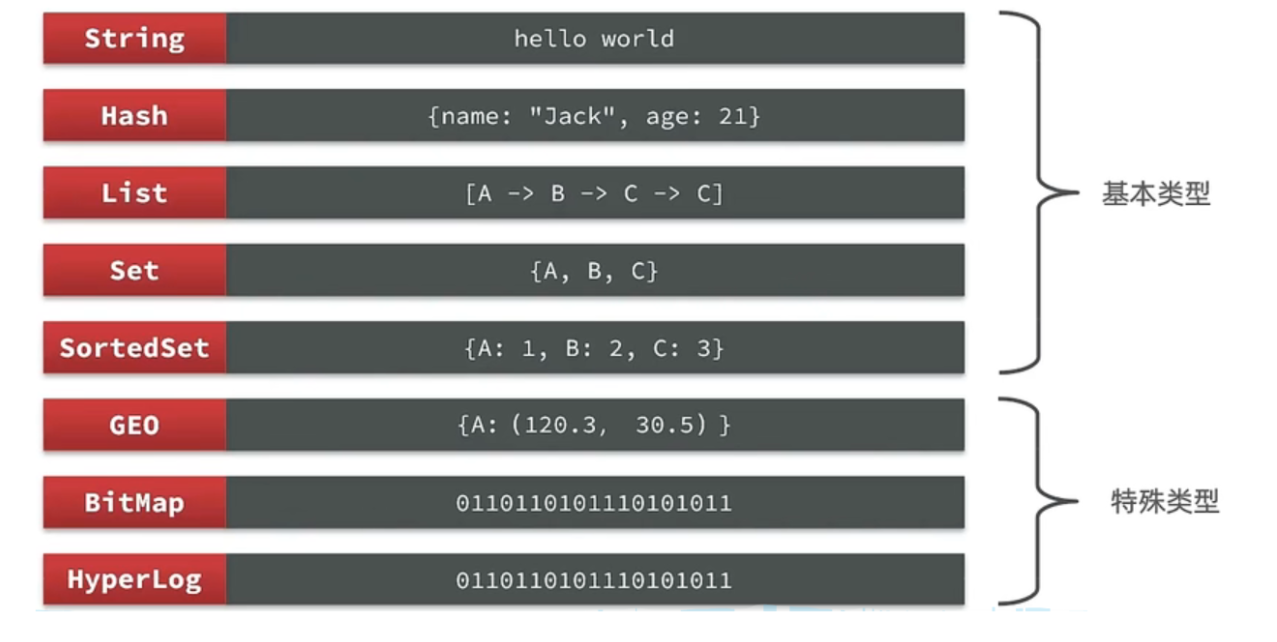 String hello world
Hash {name: "Jack", age: 21}
List [A -> B -> C -> C]
基本类型
Set {A, B, C}
SortedSet {A: 1, B: 2, C: 3}
GEO {A: (120.3, 30.5) }
BitMap 0110110101110101011
特殊类型
HyperLog 0110110101110101011